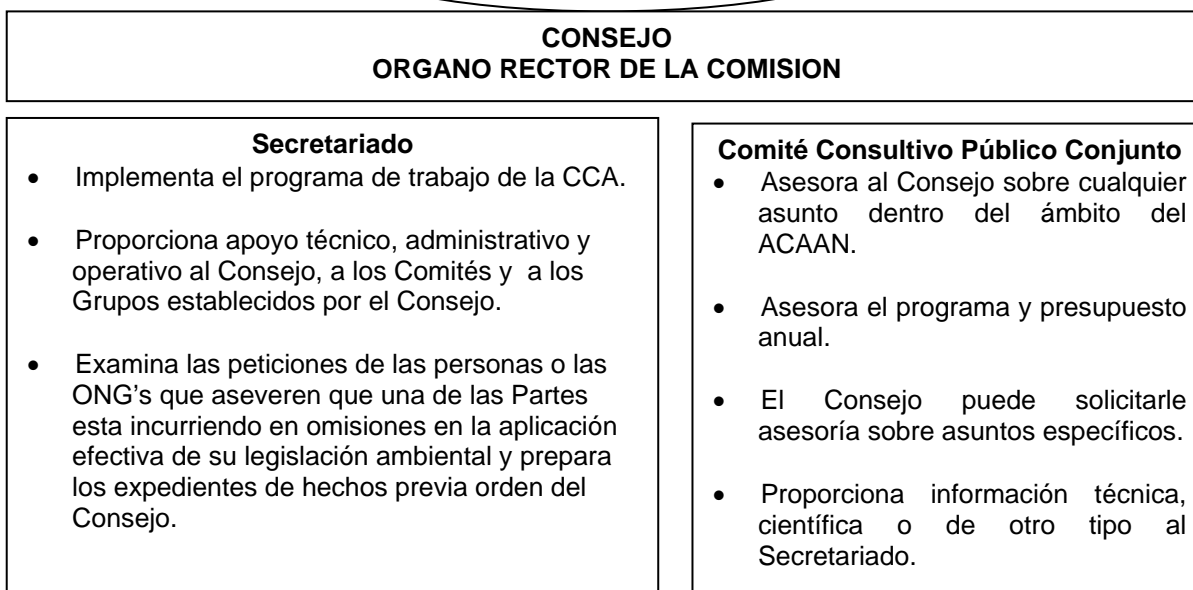 CONSEJO
ORGANO RECTOR DE LA COMISION
Secretariado
• Implementa el programa de trabajo de la CCA.
• Proporciona apoyo técnico, administrativo y
operativo al Consejo, a los Comités y a los
Grupos establecidos por el Consejo.
• Examina las peticiones de las personas o las
ONG's que aseveren que una de las Partes
esta incurriendo en omisiones en la aplicación
efectiva de su legislación ambiental y prepara
los expedientes de hechos previa orden del
Consejo.
Comité Consultivo Público Conjunto
• Asesora al Consejo sobre cualquier
asunto dentro del ámbito del
ACAAN.
• Asesora el programa y presupuesto
anual.
• El Consejo puede solicitarle
asesoría sobre asuntos específicos.
• Proporciona información técnica,
científica o de otro tipo al
Secretariado.